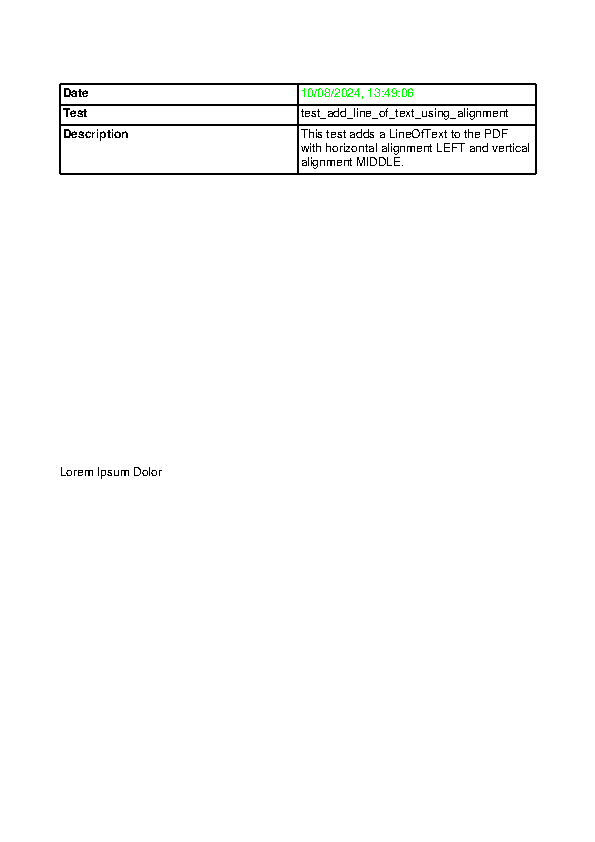 Date 10/08/2024, 13:49:06
Test test_add_line_of_text_using_alignment
Description This test adds a LineOfText to the PDF
with horizontal alignment LEFT and vertical
alignment MIDDLE.
Lorem Ipsum Dolor